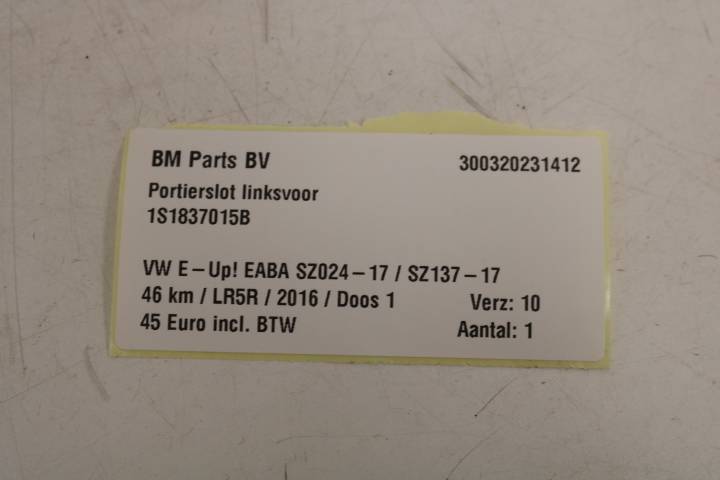 BM Parts BV 300320231412
Portierslot linksvoor
1S1837015B
VW E-Up! EABA SZ024-17 / SZ137-17
46 km / LR5R / 2016 / Doos 1 Verz: 10
45 Euro incl. BTW Aantal: 1